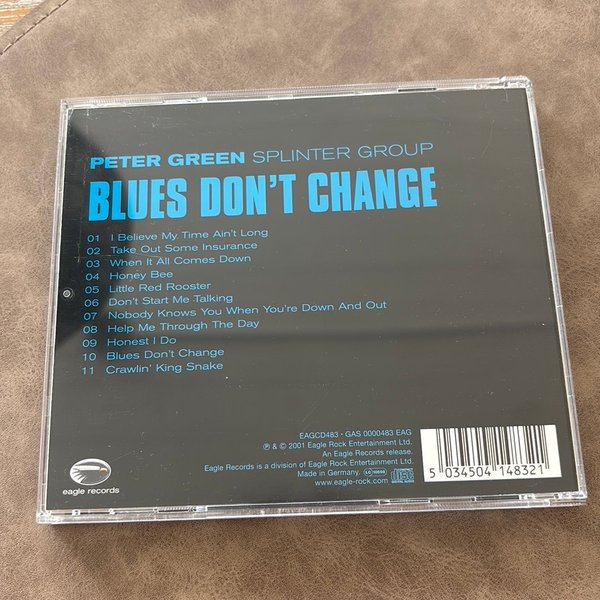 PETER GREEN SPLINTER GROUP
BLUES DON'T CHANGE
01 I Believe My Time Ain't Long
02 Take Out Some Insurance
03 When It All Comes Down
04 Honey Bee
05 Little Red Rooster
06 Don't Start Me Talking
07 Nobody Knows You When You're Down And Out
08 Help Me Through The Day
09 Honest I Do
10 Blues Don't Change
11 Crawlin' King Snake
EAGCD483 • GAS 0000483 EAG
℗ & © 2001 Eagle Rock Entertainment Ltd.
An Eagle Records release.
Eagle Records is a division of Eagle Rock Entertainment Ltd.
Made in Germany.
www.eagle-rock.com
5 034504 148321
eagle records